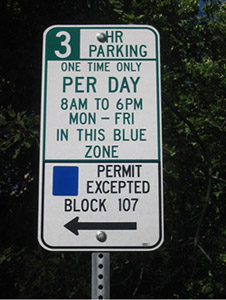 3 HR
PARKING
ONE TIME ONLY
PER DAY
8AM TO 6PM
MON - FRI
IN THIS BLUE
ZONE
PERMIT
EXCEPTED
BLOCK 107